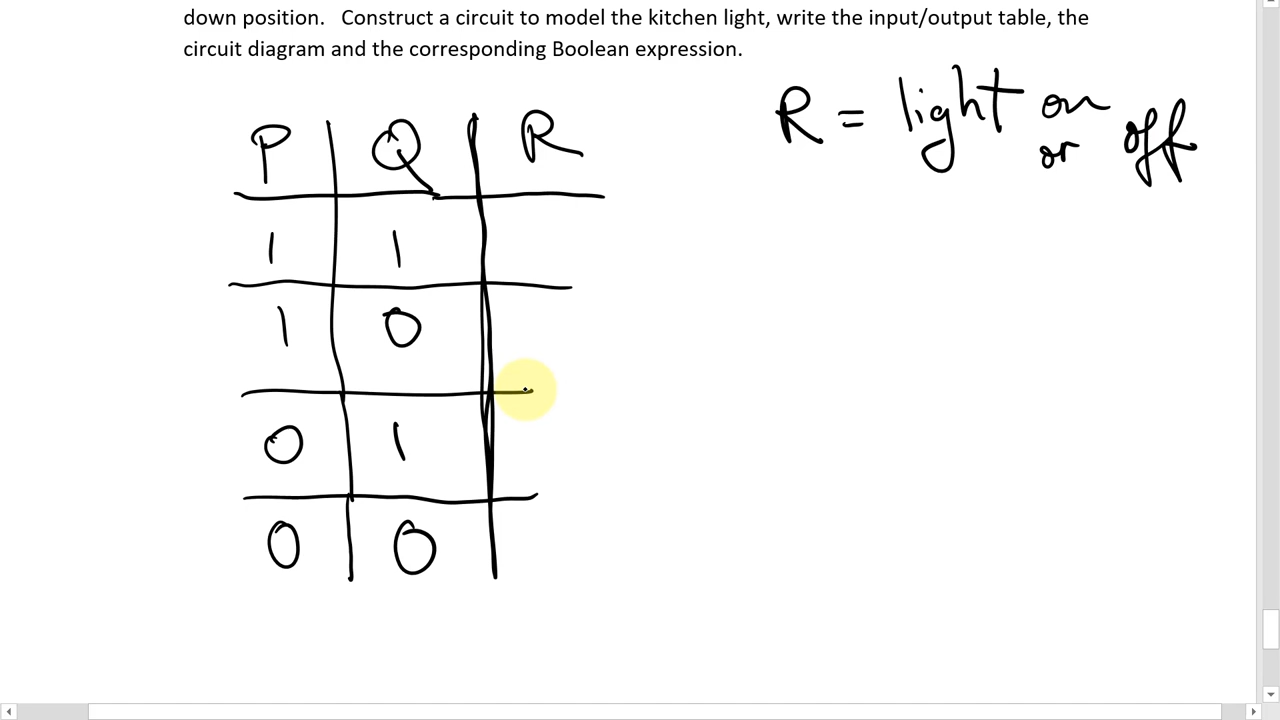 down position. Construct a circuit to model the kitchen light, write the input/output table, the
circuit diagram and the corresponding Boolean expression.
R = light on or off
P Q R
1 1
1 0
0 1
0 0